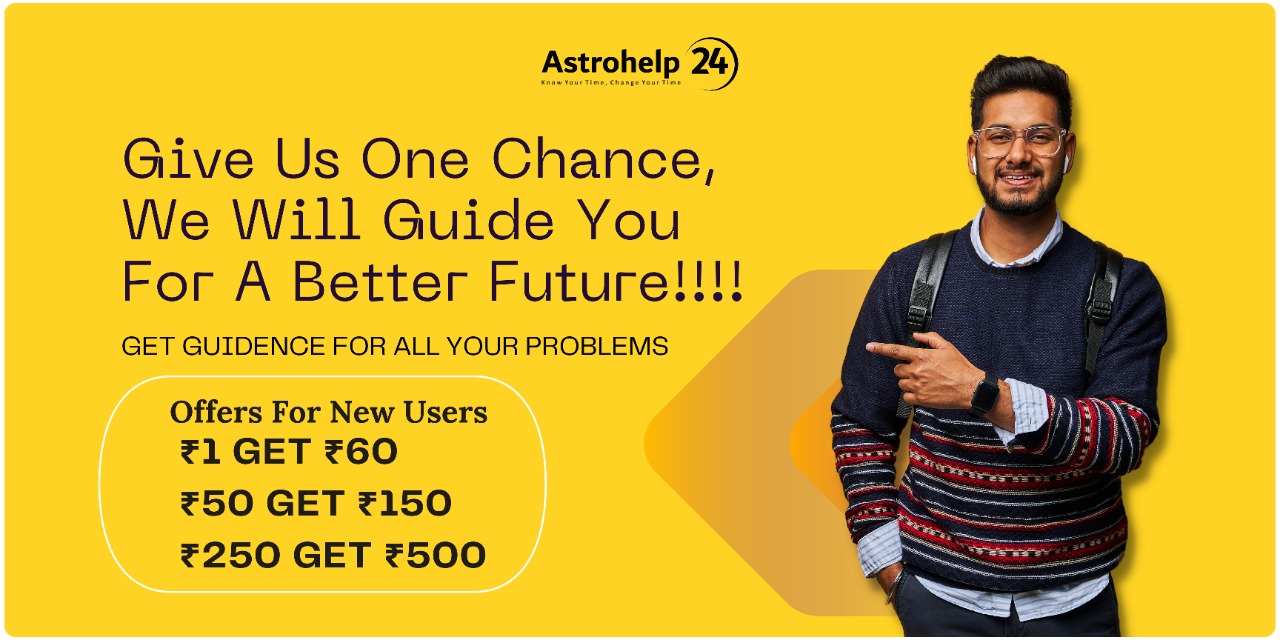 Astrohelp 24
Know Your Time, Change Your Time
Give Us One Chance,
We Will Guide You
For A Better Future!!!!
GET GUIDENCE FOR ALL YOUR PROBLEMS
Offers For New Users
₹1 GET ₹60
₹50 GET ₹150
₹250 GET ₹500